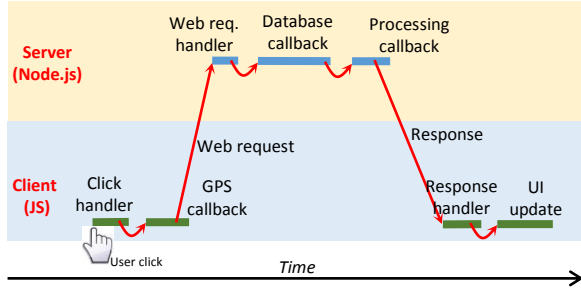 Web req.
handler
Database
callback
Processing
callback
Server
(Node.js)
Web request
Response
Client
(JS)
Click
handler
GPS
callback
Response
handler
UI
update
User click
Time